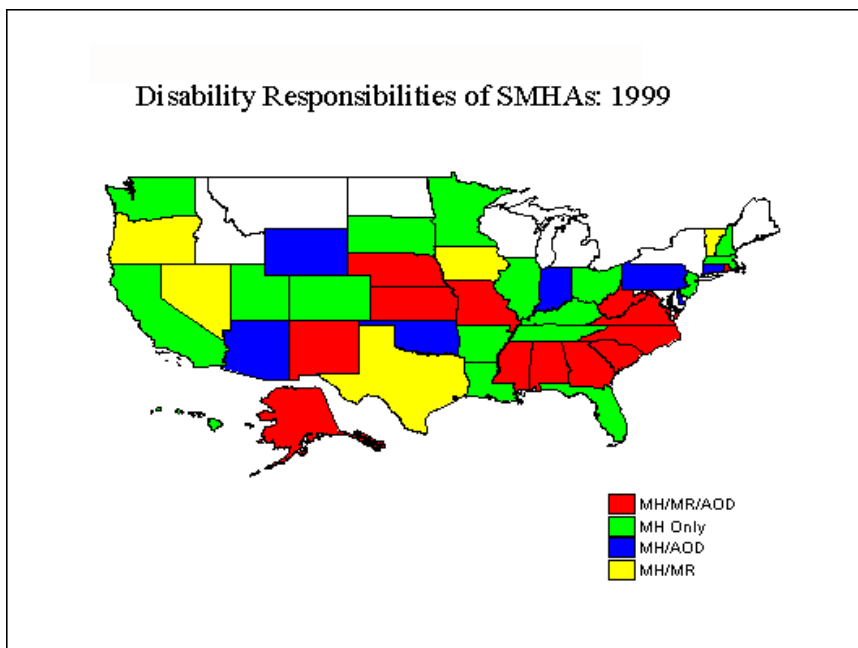 Disability Responsibilities of SMHAs: 1999
MH/MR/AOD
MH Only
MH/AOD
MH/MR